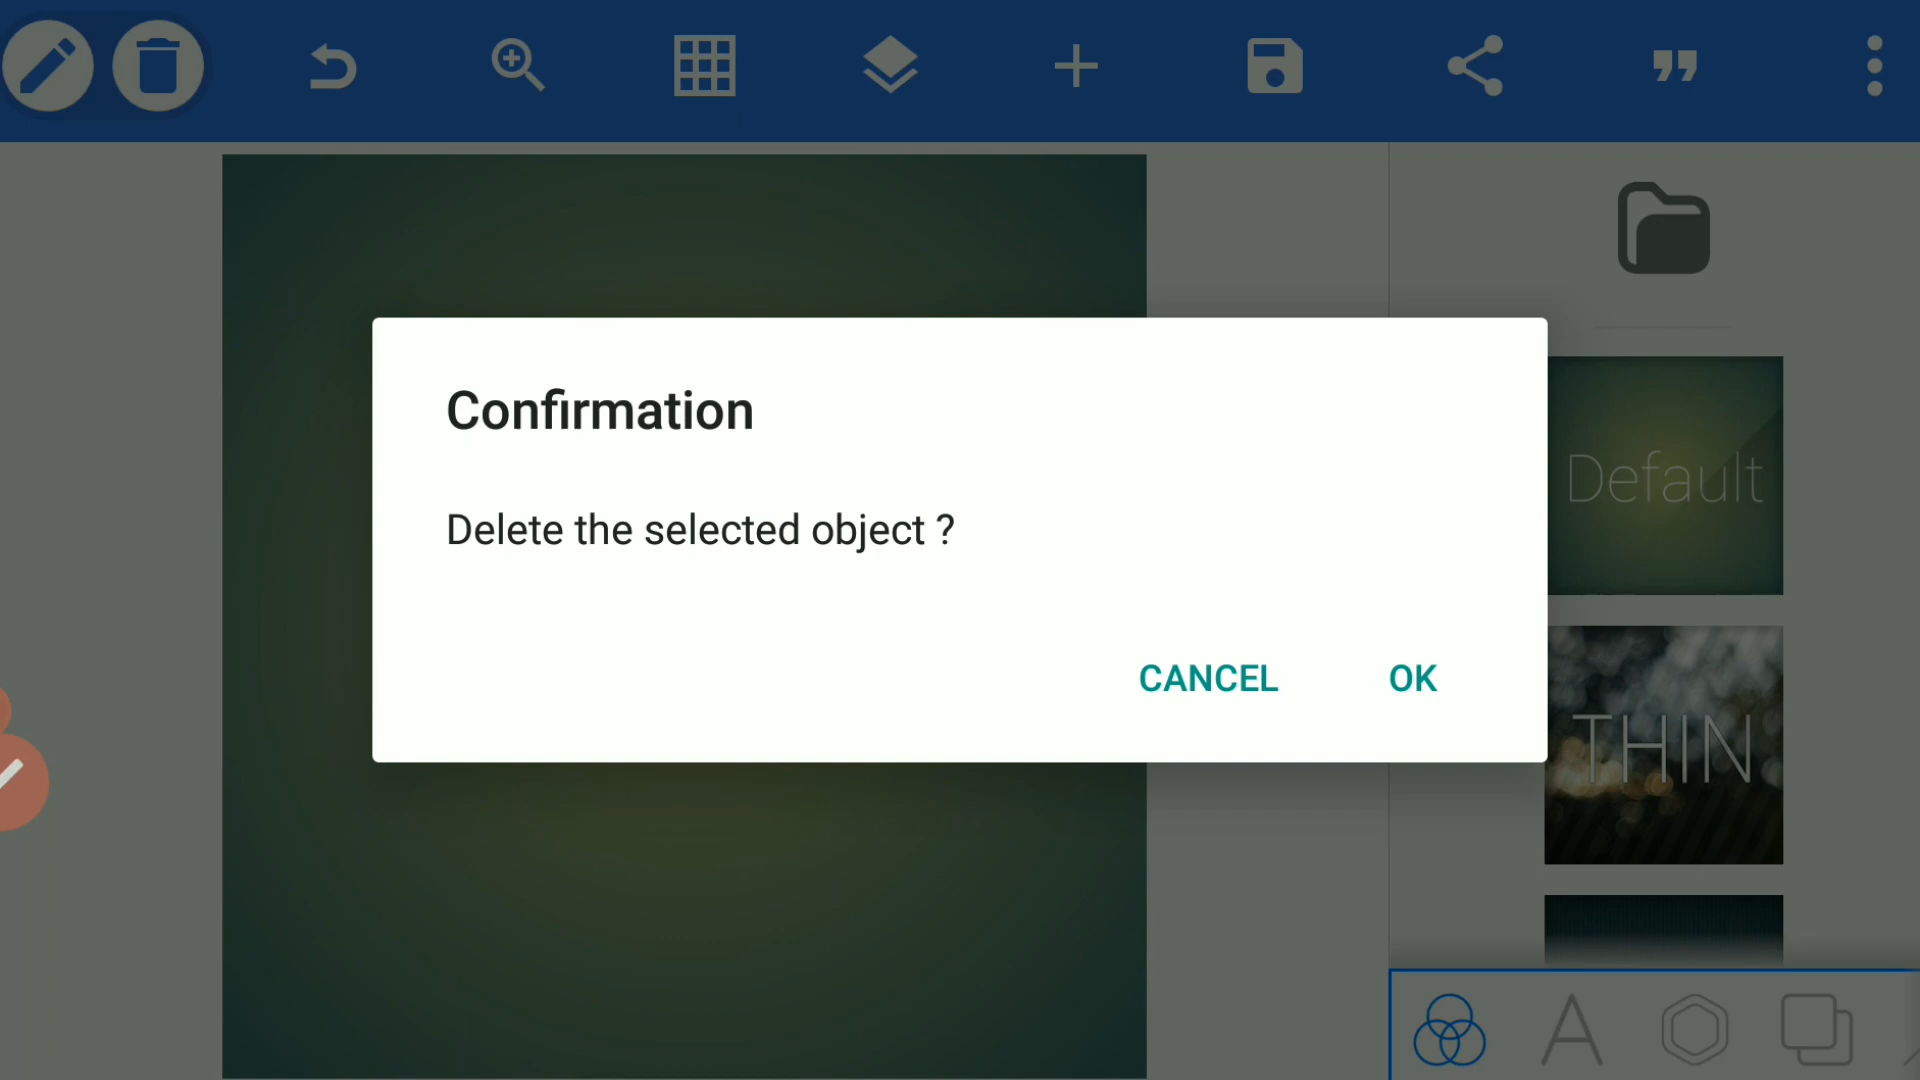 Confirmation
Delete the selected object ?
CANCEL OK
Default
THIN
A